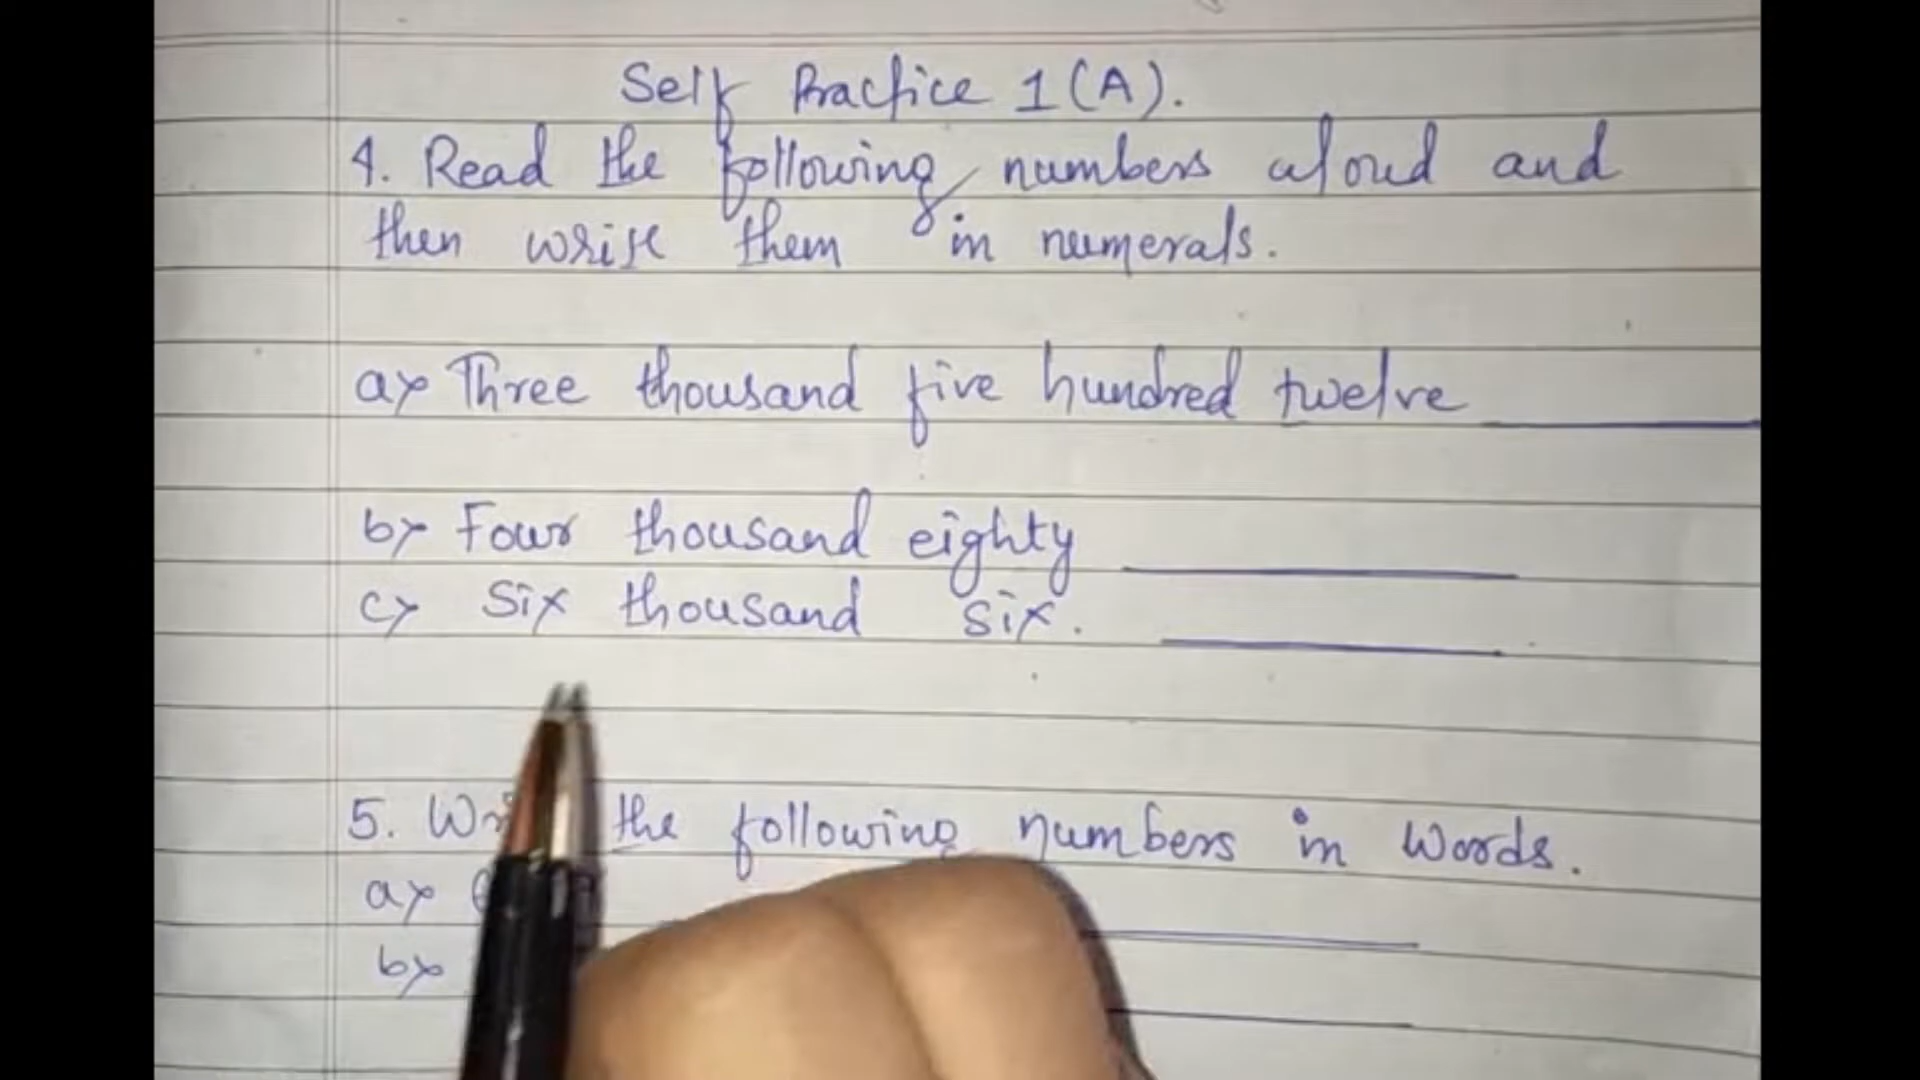 Self Practice 1(A).
4. Read the following numbers aloud and
then write them in numerals.
a> Three thousand five hundred twelve
b> Four thousand eighty
c> Six thousand six.
5. the following numbers in Words.
a>
b>